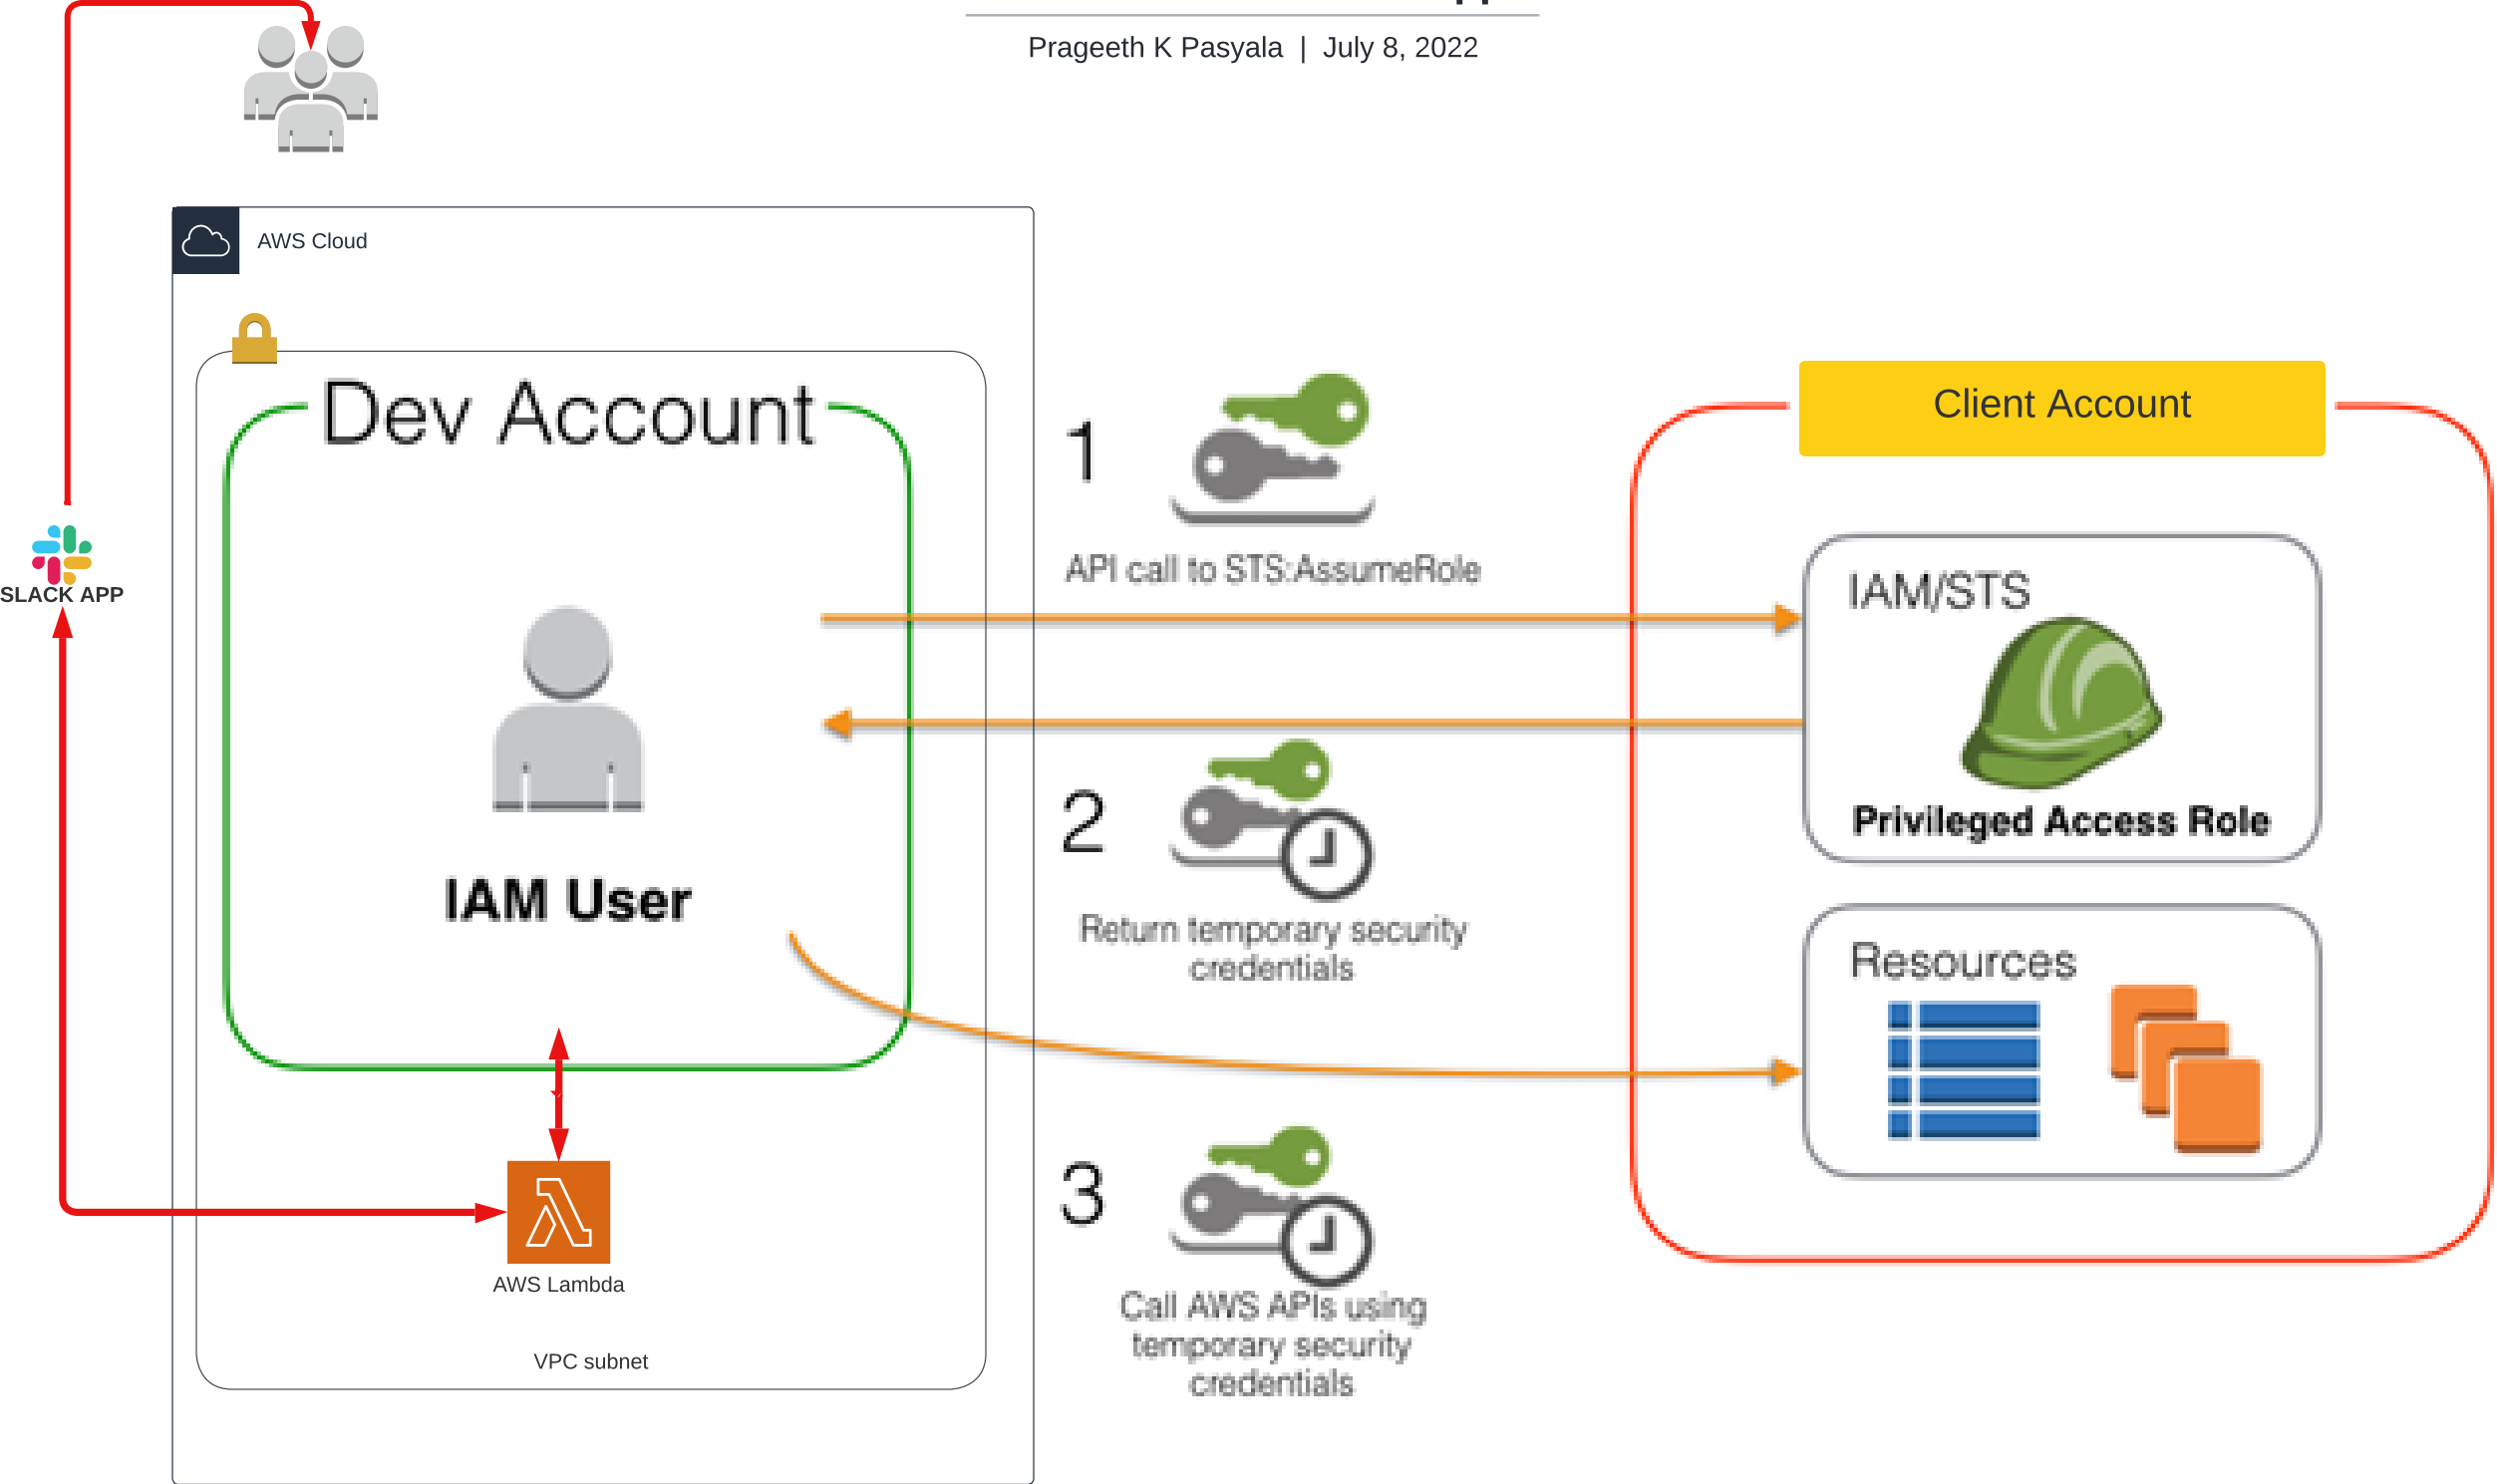 Prageeth K Pasyala | July 8, 2022
AWS Cloud
Dev Account
Client Account
1
API call to STS:AssumeRole
SLACK APP
IAM/STS
Privileged Access Role
IAM User
2
Return temporary security
credentials
Resources
3
Call AWS APIs using
temporary security
credentials
AWS Lambda
VPC subnet